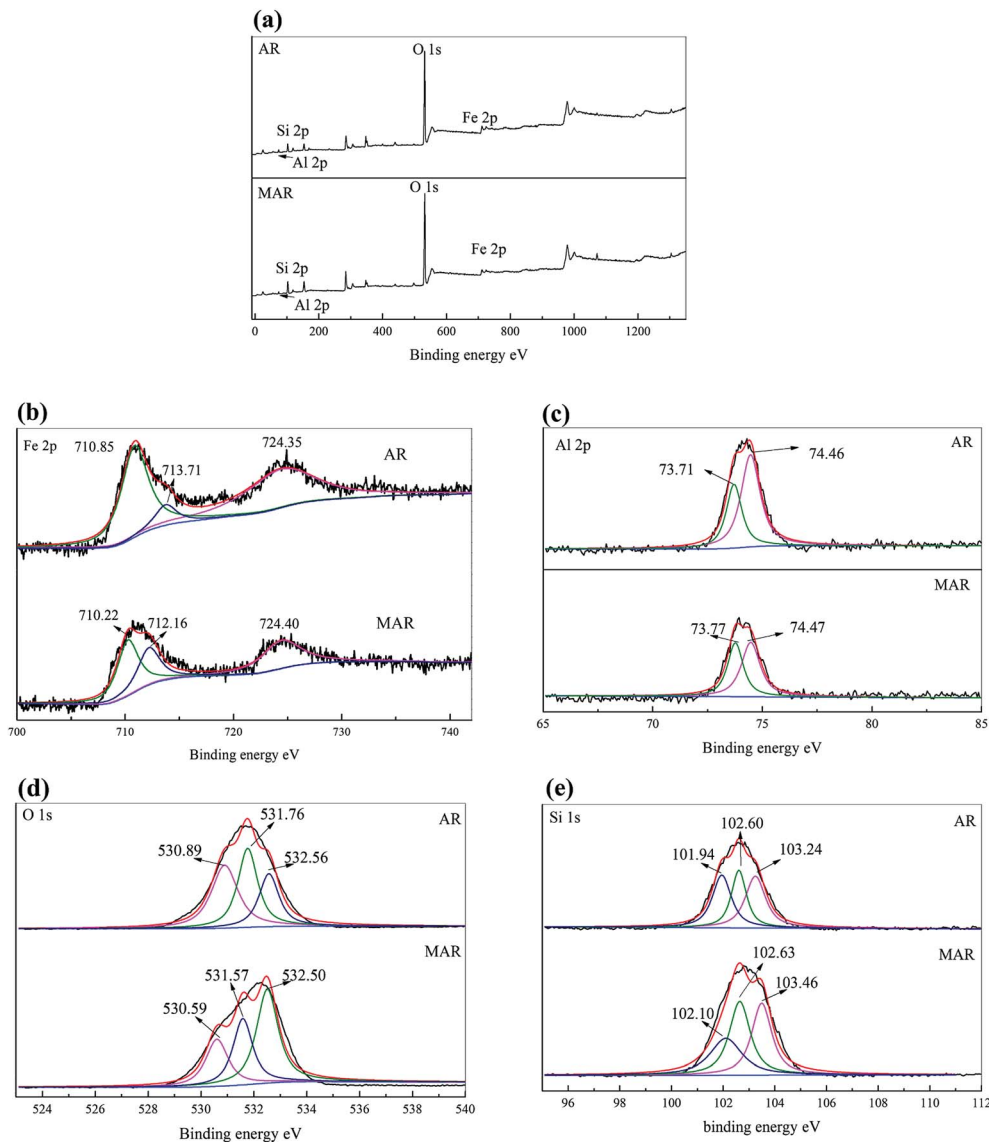 (a)
AR
O 1s
Fe 2p
Si 2p
Al 2p
MAR
O 1s
Fe 2p
Si 2p
Al 2p
0 200 400 600 800 1000 1200
Binding energy eV
(b)
Fe 2p
710.85
713.71
724.35
AR
710.22
712.16
724.40
MAR
700 710 720 730 740
Binding energy eV
(c)
Al 2p
AR
73.71
74.46
MAR
73.77
74.47
65 70 75 80 85
Binding energy eV
(d)
O 1s
AR
531.76
530.89
532.56
MAR
531.57
532.50
530.59
524 526 528 530 532 534 536 538 540
Binding energy eV
(e)
Si 1s
AR
102.60
101.94
103.24
MAR
102.63
103.46
102.10
96 98 100 102 104 106 108 110 112
binding energy eV